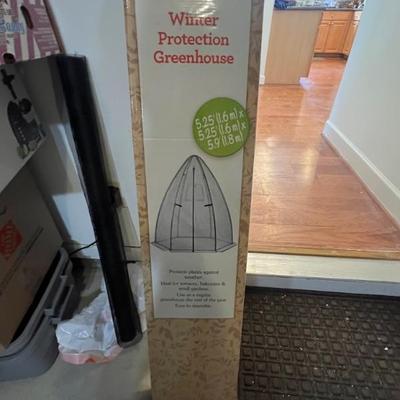 Winter
Protection
Greenhouse
5.25' (1.6 m) x
5.25' (1.6 m) x
5.9' (1.8 m)
Protects plants against
weather.
Ideal for terraces, balconies &
small gardens.
Use as a regular
greenhouse the rest of the year.
Easy to assemble.